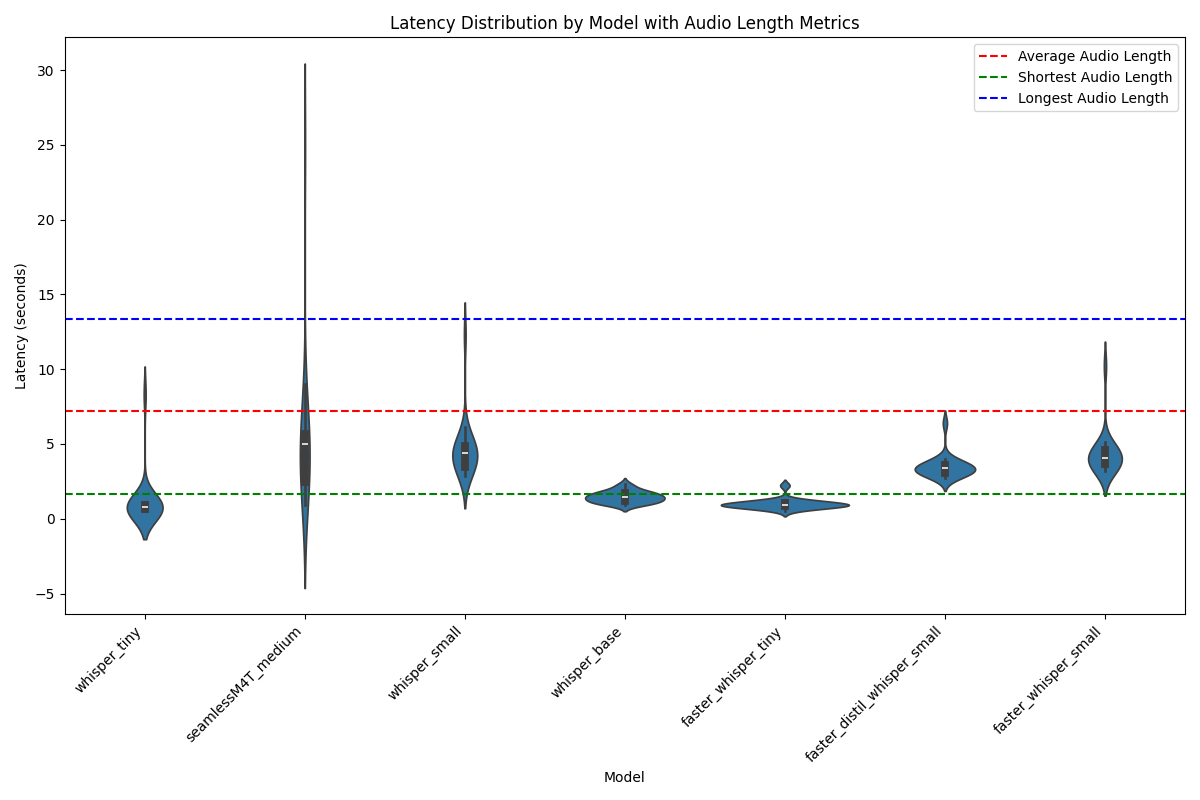 Latency Distribution by Model with Audio Length Metrics
Average Audio Length
Shortest Audio Length
Longest Audio Length
Latency (seconds)
30
25
20
15
10
5
0
−5
whisper_tiny
seamlessM4T_medium
whisper_small
whisper_base
faster_whisper_tiny
faster_distil_whisper_small
faster_whisper_small
Model